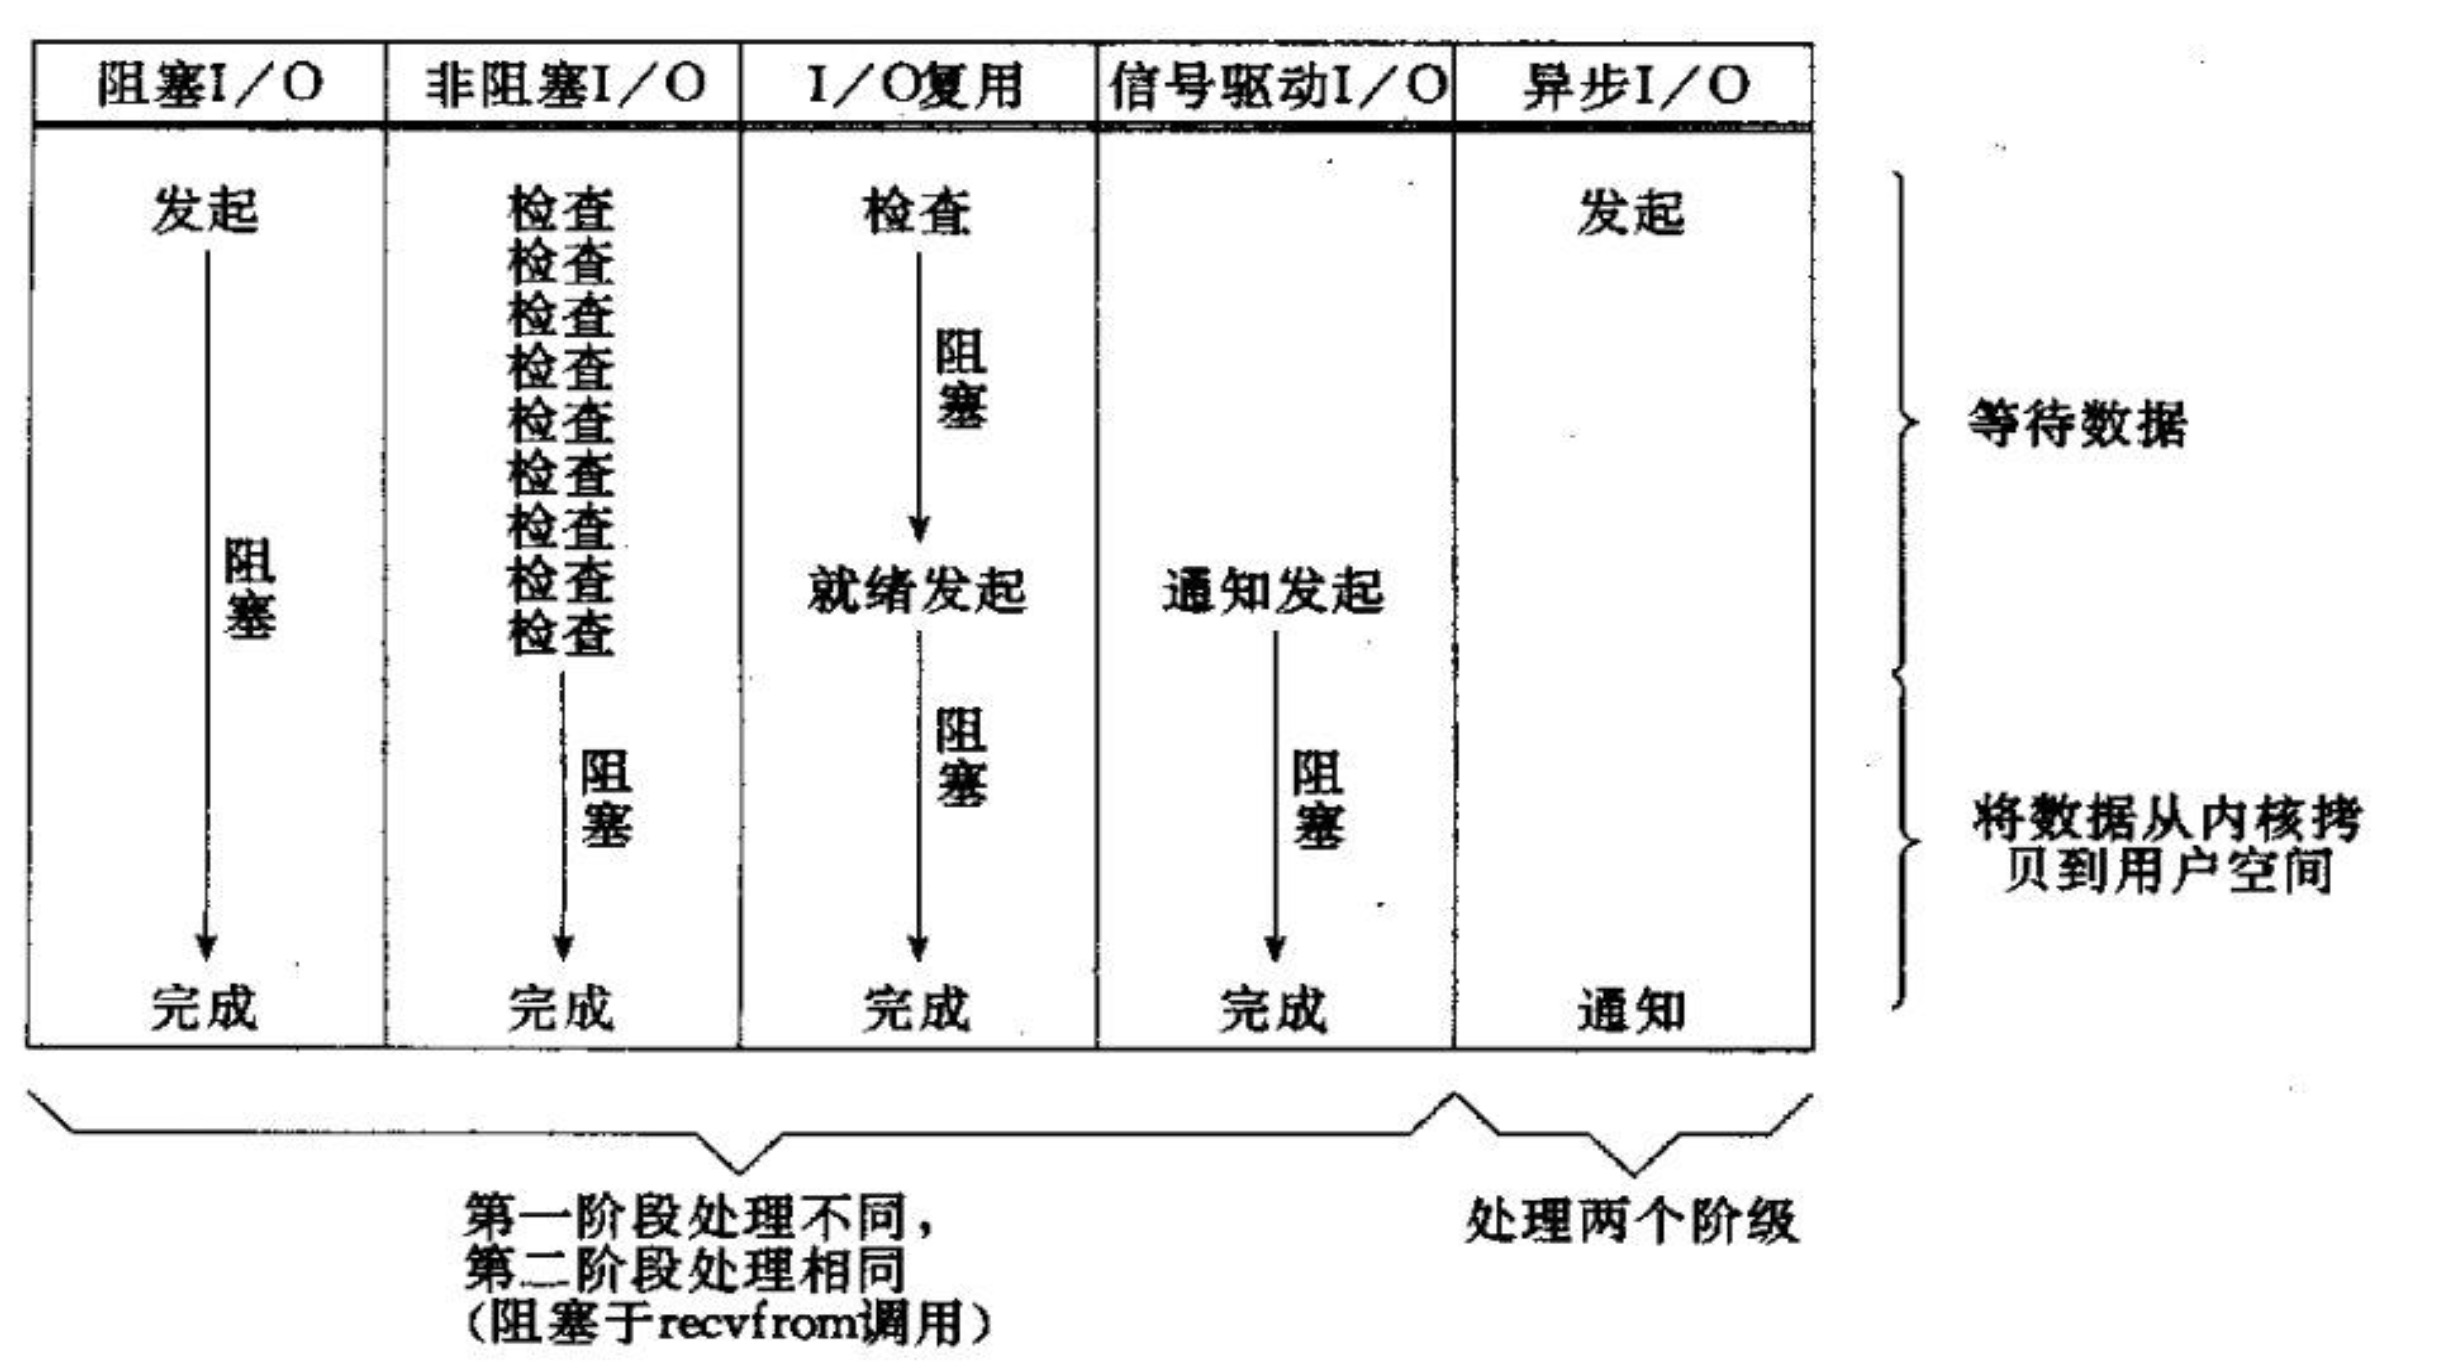 阻塞I/O 非阻塞I/O I/O复用 信号驱动I/O 异步I/O
发起 检查 检查 发起
检查
检查
检查
检查
检查
检查
检查
检查
阻塞
阻塞
就绪发起 通知发起
阻塞
阻塞
阻塞
完成 完成 完成 完成 通知
等待数据
将数据从内核拷
贝到用户空间
第一阶段处理不同，
第二阶段处理相同
（阻塞于recvfrom调用）
处理两个阶级